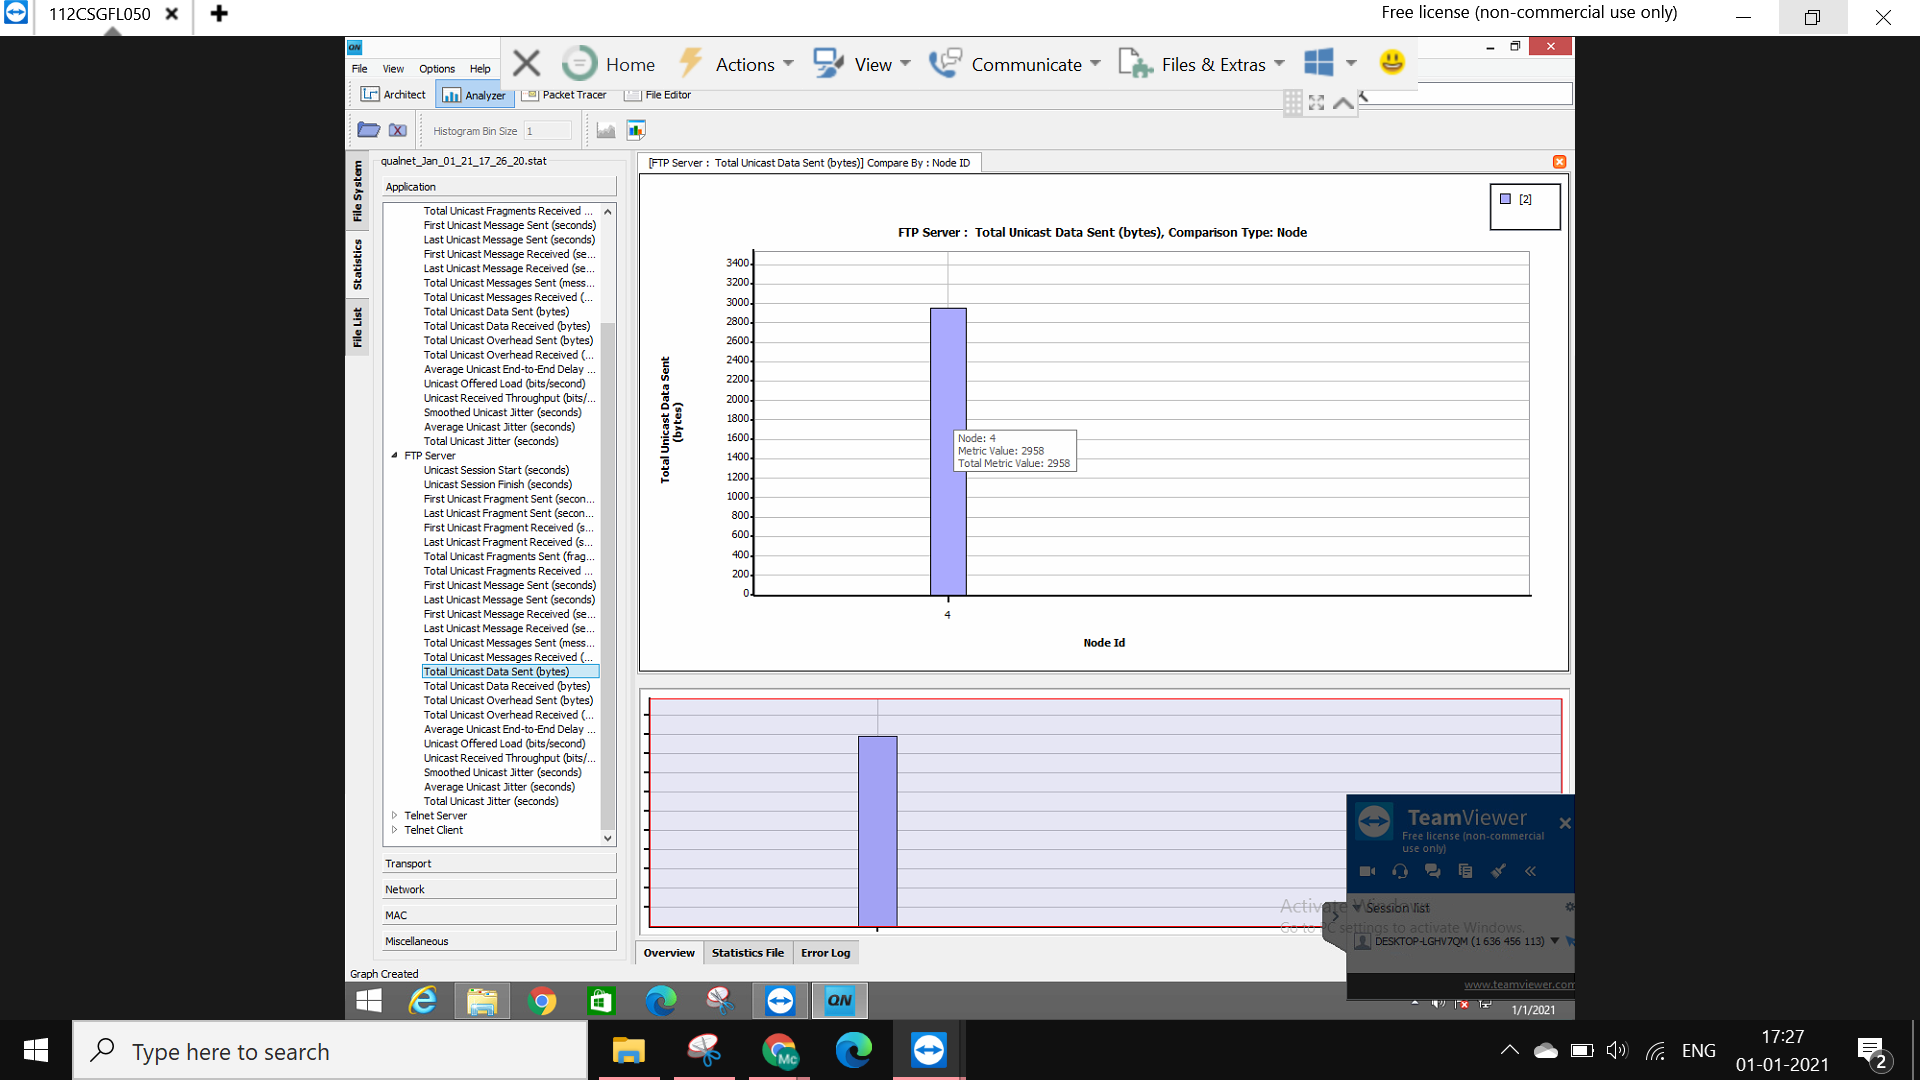 112CSGFL050
Free license (non-commercial use only)
QN
Home
Actions
View
Communicate
Files & Extras
File View Options Help
Architect
Analyzer
Packet Tracer
File Editor
Histogram Bin Size 1
File System
Statistics
File List
qualnet_Jan_01_21_17_26_20.stat
Application
Total Unicast Fragments Received ...
First Unicast Message Sent (seconds)
Last Unicast Message Sent (seconds)
First Unicast Message Received (se...
Last Unicast Message Received (se...
Total Unicast Messages Sent (mess...
Total Unicast Messages Received (...
Total Unicast Data Sent (bytes)
Total Unicast Data Received (bytes)
Total Unicast Overhead Sent (bytes)
Total Unicast Overhead Received (...
Average Unicast End-to-End Delay ...
Unicast Offered Load (bits/second)
Unicast Received Throughput (bits/...
Smoothed Unicast Jitter (seconds)
Average Unicast Jitter (seconds)
Total Unicast Jitter (seconds)
FTP Server
Unicast Session Start (seconds)
Unicast Session Finish (seconds)
First Unicast Fragment Sent (secon...
Last Unicast Fragment Sent (secon...
First Unicast Fragment Received (s...
Last Unicast Fragment Received (s...
Total Unicast Fragments Sent (frag...
Total Unicast Fragments Received ...
First Unicast Message Sent (seconds)
Last Unicast Message Sent (seconds)
First Unicast Message Received (se...
Last Unicast Message Received (se...
Total Unicast Messages Sent (mess...
Total Unicast Messages Received (...
Total Unicast Data Sent (bytes)
Total Unicast Data Received (bytes)
Total Unicast Overhead Sent (bytes)
Total Unicast Overhead Received (...
Average Unicast End-to-End Delay ...
Unicast Offered Load (bits/second)
Unicast Received Throughput (bits/...
Smoothed Unicast Jitter (seconds)
Average Unicast Jitter (seconds)
Total Unicast Jitter (seconds)
Telnet Server
Telnet Client
Transport
Network
MAC
Miscellaneous
Graph Created
[FTP Server : Total Unicast Data Sent (bytes)] Compare By : Node ID
[2]
FTP Server : Total Unicast Data Sent (bytes), Comparison Type: Node
3400
3200
3000
2800
2600
2400
2200
2000
1800
1600
1400
1200
1000
800
600
400
200
0
Total Unicast Data Sent
(bytes)
Node: 4
Metric Value: 2958
Total Metric Value: 2958
4
Node Id
Overview
Statistics File
Error Log
TeamViewer
Free license (non-commercial
use only)
Activate Windows
Session list
Go to PC settings to activate Windows.
DESKTOP-LGHV7QM (1 636 456 113)
www.teamviewer.com
QN
1/1/2021
Type here to search
Mc
ENG
17:27
01-01-2021
2